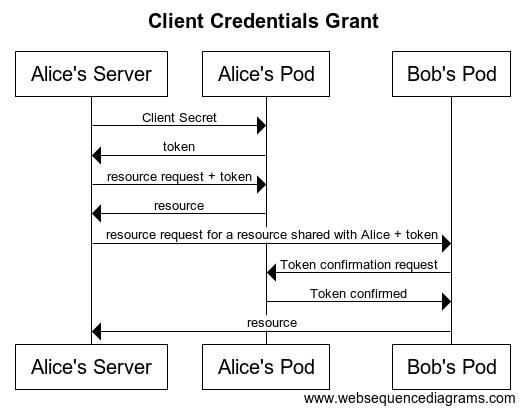 Client Credentials Grant
Alice's Server
Alice's Pod
Bob's Pod
Client Secret
token
resource request + token
resource
resource request for a resource shared with Alice + token
Token confirmation request
Token confirmed
resource
Alice's Server
Alice's Pod
Bob's Pod
www.websequencediagrams.com